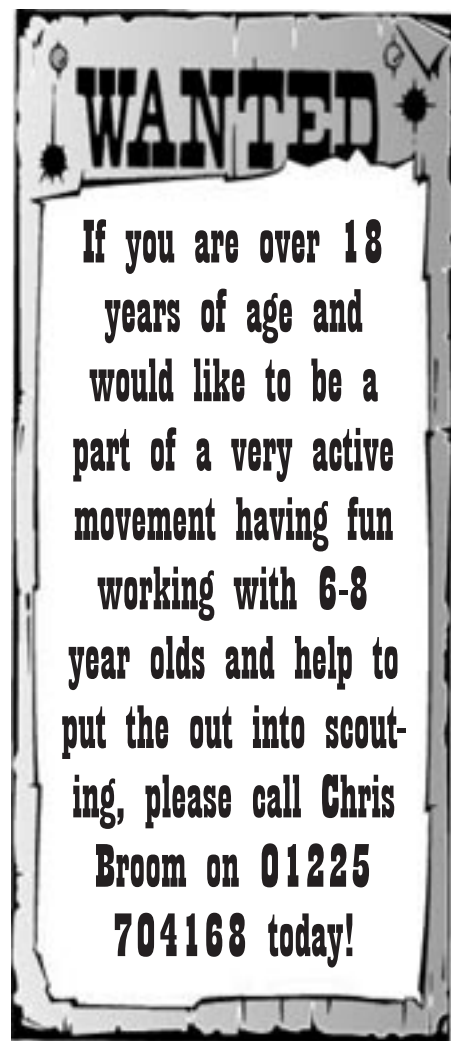 WANTED
If you are over 18
years of age and
would like to be a
part of a very active
movement having fun
working with 6-8
year olds and help to
put the out into scout-
ing, please call Chris
Broom on 01225
704168 today!